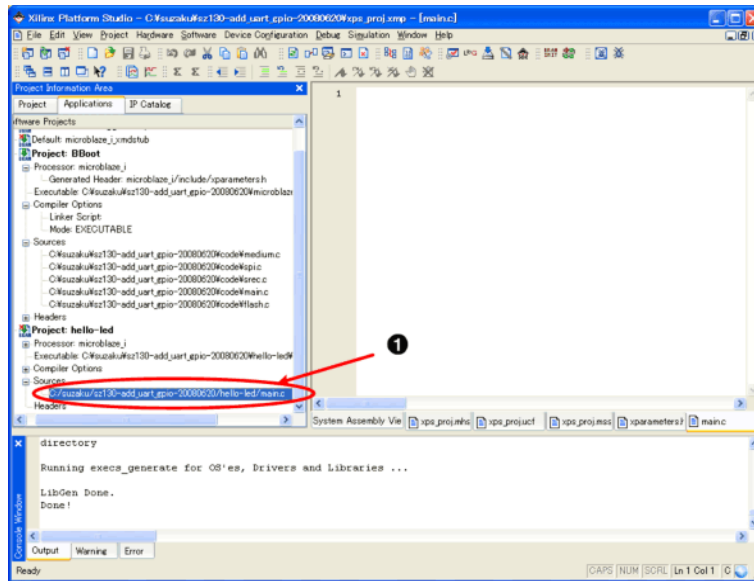 Xilinx Platform Studio - C:¥suzaku¥sz130-add_uart_gpio-20080620¥xps_proj.xmp - [main.c]
File Edit View Project Hardware Software Device Configuration Debug Simulation Window Help
Project Information Area
Project Applications IP Catalog
ftware Projects
Default: microblaze_i_xmdstub
Project: BBoot
Processor: microblaze_i
Generated Header: microblaze_i/include/xparameters.h
Executable: C:¥suzaku¥sz130-add_uart_gpio-20080620¥microblaze
Compiler Options
Linker Script:
Mode: EXECUTABLE
Sources
C:¥suzaku¥sz130-add_uart_gpio-20080620¥code¥medium.c
C:¥suzaku¥sz130-add_uart_gpio-20080620¥code¥spi.c
C:¥suzaku¥sz130-add_uart_gpio-20080620¥code¥srec.c
C:¥suzaku¥sz130-add_uart_gpio-20080620¥code¥main.c
C:¥suzaku¥sz130-add_uart_gpio-20080620¥code¥flash.c
Headers
Project: hello-led
Processor: microblaze_i
Executable: C:¥suzaku¥sz130-add_uart_gpio-20080620¥hello-led¥
Compiler Options
Sources
C:/suzaku/sz130-add_uart_gpio-20080620/hello-led/main.c
Headers
1
❶
System Assembly Vie xps_proj.mhs xps_proj.ucf xps_proj.mss xparameters.h main.c
directory
Running execs_generate for OS'es, Drivers and Libraries ...
LibGen Done.
Done!
Console Window
Output Warning Error
Ready CAPS NUM SCRL Ln 1 Col 1 C